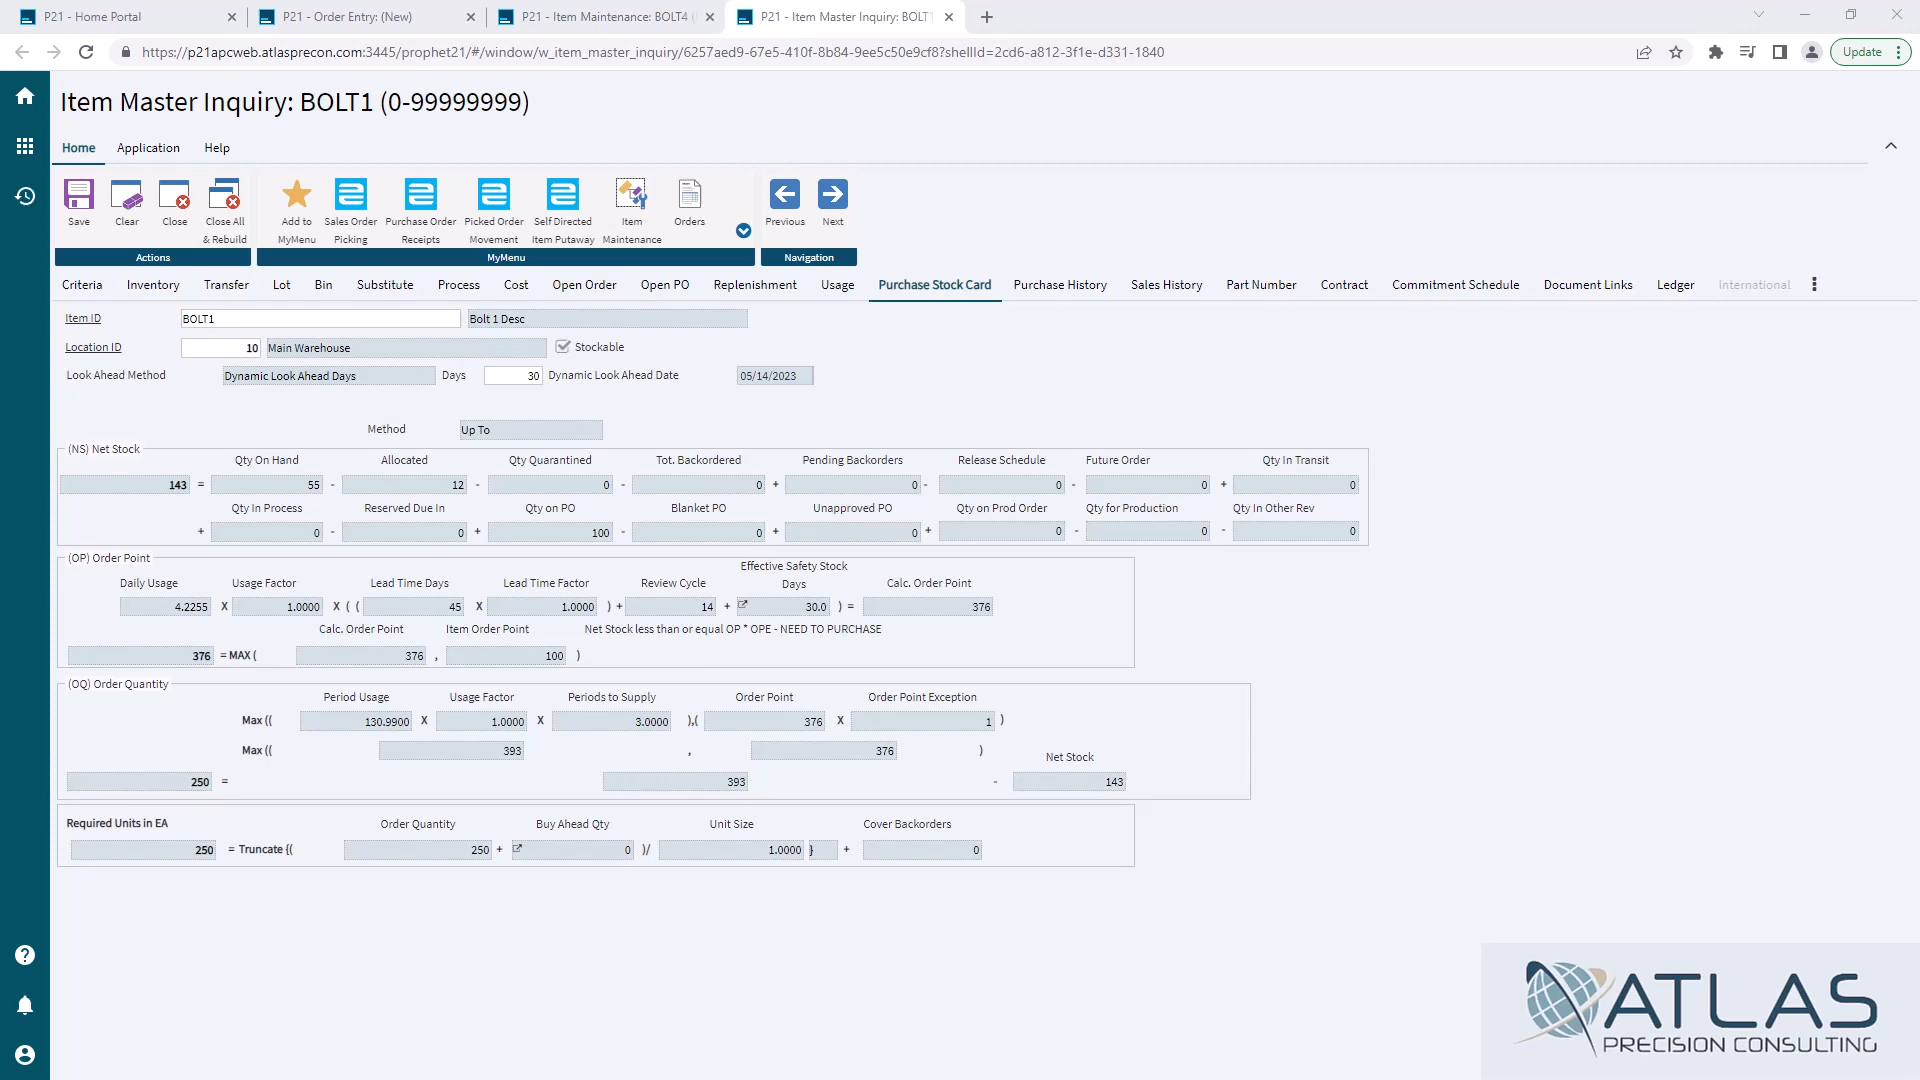 P21 - Home Portal
P21 - Order Entry: (New)
P21 - Item Maintenance: BOLT4
P21 - Item Master Inquiry: BOLT
https://p21apcweb.atlasprecon.com:3445/prophet21/#/window/w_item_master_inquiry/6257aed9-67e5-410f-8b84-9ee5c50e9cf8?shellId=2cd6-a812-3f1e-d331-1840
Update
Item Master Inquiry: BOLT1 (0-99999999)
Home Application Help
Save Clear Close Close All & Rebuild
Add to MyMenu Sales Order Picking Purchase Order Receipts Picked Order Movement Self Directed Item Putaway Item Maintenance Orders
Previous Next
Actions MyMenu Navigation
Criteria Inventory Transfer Lot Bin Substitute Process Cost Open Order Open PO Replenishment Usage Purchase Stock Card Purchase History Sales History Part Number Contract Commitment Schedule Document Links Ledger International
Item ID BOLT1 Bolt 1 Desc
Location ID 10 Main Warehouse Stockable
Look Ahead Method Dynamic Look Ahead Days Days 30 Dynamic Look Ahead Date 05/14/2023
Method Up To
(NS) Net Stock
Qty On Hand Allocated Qty Quarantined Tot. Backordered Pending Backorders Release Schedule Future Order Qty In Transit
143 = 55 - 12 - 0 - 0 + 0 - 0 - 0 + 0
Qty In Process Reserved Due In Qty on PO Blanket PO Unapproved PO Qty on Prod Order Qty for Production Qty In Other Rev
+ 0 - 0 + 100 - 0 + 0 + 0 - 0 - 0
(OP) Order Point
Effective Safety Stock
Daily Usage Usage Factor Lead Time Days Lead Time Factor Review Cycle Days Calc. Order Point
4.2255 X 1.0000 X ( ( 45 X 1.0000 ) + 14 + 30.0 ) = 376
Calc. Order Point Item Order Point Net Stock less than or equal OP * OPE - NEED TO PURCHASE
376 = MAX ( 376 , 100 )
(OQ) Order Quantity
Period Usage Usage Factor Periods to Supply Order Point Order Point Exception
Max (( 130.9900 X 1.0000 X 3.0000 ),( 376 X 1 )
Max (( 393 , 376 )
Net Stock
250 = 393 - 143
Required Units in EA Order Quantity Buy Ahead Qty Unit Size Cover Backorders
250 = Truncate {( 250 + 0 )/ 1.0000 } + 0
ATLAS
PRECISION CONSULTING